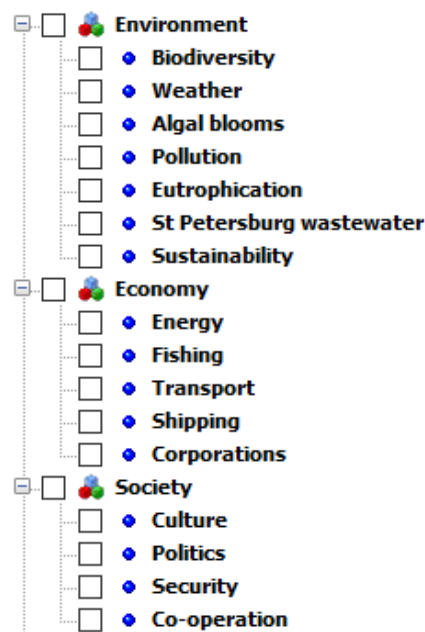 Environment
Biodiversity
Weather
Algal blooms
Pollution
Eutrophication
St Petersburg wastewater
Sustainability
Economy
Energy
Fishing
Transport
Shipping
Corporations
Society
Culture
Politics
Security
Co-operation